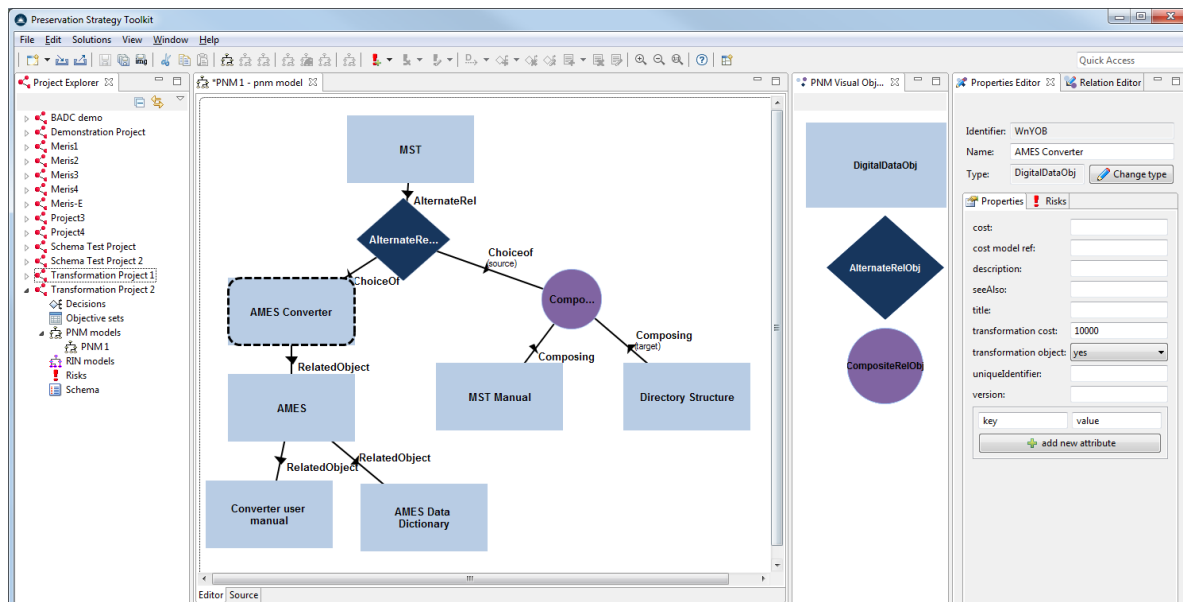 Preservation Strategy Toolkit
File Edit Solutions View Window Help
Quick Access
Project Explorer
BADC demo
Demonstration Project
Meris1
Meris2
Meris3
Meris4
Meris-E
Project3
Project4
Schema Test Project
Schema Test Project 2
Transformation Project 1
Transformation Project 2
Decisions
Objective sets
PNM models
PNM 1
RIN models
Risks
Schema
*PNM 1 - pnm model
MST
AlternateRel
AlternateRe...
Choiceof
(source)
ChoiceOf
AMES Converter
Compo...
RelatedObject
Composing
Composing
(target)
AMES
MST Manual
Directory Structure
RelatedObject
RelatedObject
Converter user
manual
AMES Data
Dictionary
Editor Source
PNM Visual Obj...
DigitalDataObj
AlternateRelObj
CompositeRelObj
Properties Editor Relation Editor
Identifier: WnYOB
Name: AMES Converter
Type: DigitalDataObj Change type
Properties Risks
cost:
cost model ref:
description:
seeAlso:
title:
transformation cost: 10000
transformation object: yes
uniqueIdentifier:
version:
key value
add new attribute